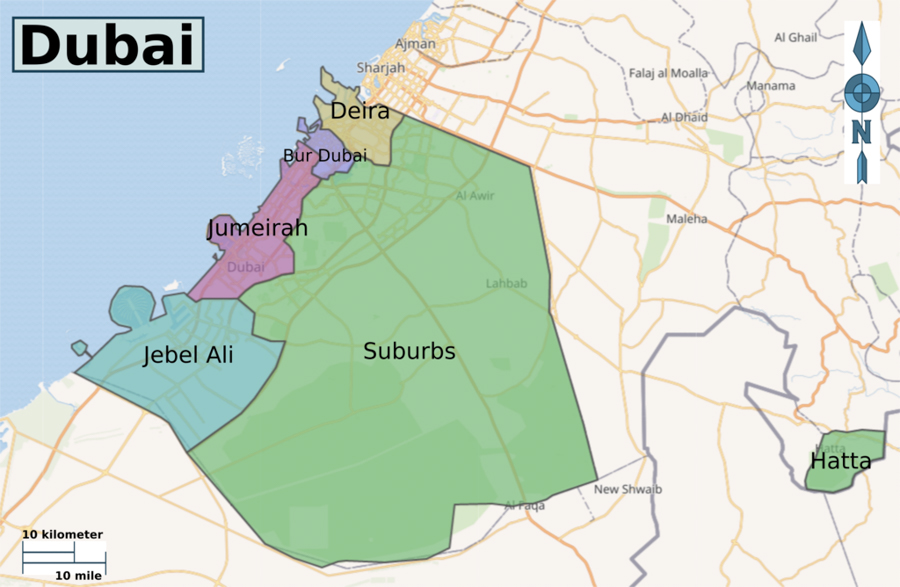 Dubai
Ajman
Al Ghail
Sharjah
Falaj al Moalla
Manama
Deira
Al Dhaid
Bur Dubai
Al Awir
Jumeirah
Maleha
Dubai
Lahbab
Jebel Ali
Suburbs
Hatta
Hatta
New Shwaib
Al Faqa
10 kilometer
10 mile
N